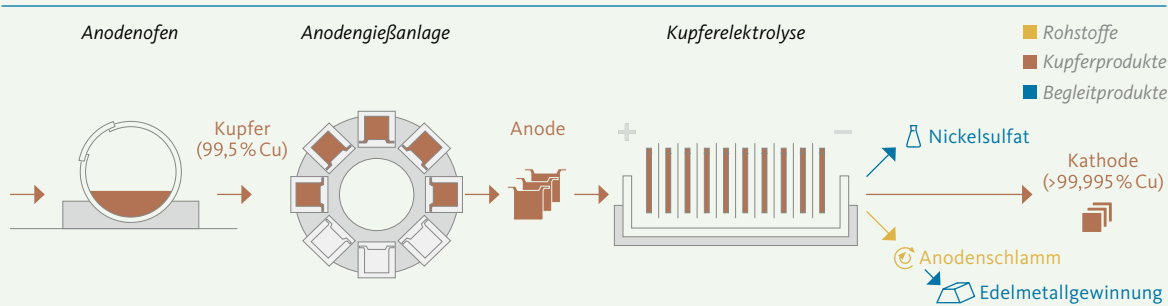 Anodenofen
Anodengießanlage
Kupferelektrolyse
Rohstoffe
Kupferprodukte
Begleitprodukte
Kupfer
(99,5 % Cu)
Anode
+
–
Nickelsulfat
Kathode
(>99,995 % Cu)
Anodenschlamm
Edelmetallgewinnung